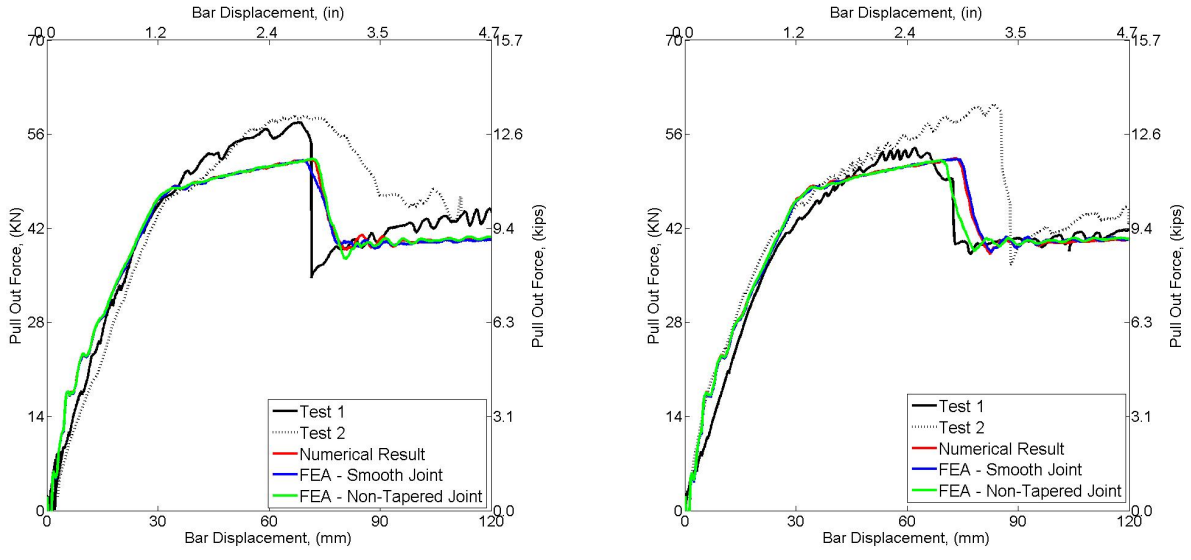 Bar Displacement, (in)
0.0 1.2 2.4 3.5 4.7
70 15.7
56 12.6
42 9.4
28 6.3
14 3.1
0 0.0
Pull Out Force, (KN)
Pull Out Force, (kips)
Test 1
Test 2
Numerical Result
FEA - Smooth Joint
FEA - Non-Tapered Joint
0 30 60 90 120
Bar Displacement, (mm)
Bar Displacement, (in)
0.0 1.2 2.4 3.5 4.7
70 15.7
56 12.6
42 9.4
28 6.3
14 3.1
0 0.0
Pull Out Force, (KN)
Pull Out Force, (kips)
Test 1
Test 2
Numerical Result
FEA - Smooth Joint
FEA - Non-Tapered Joint
0 30 60 90 120
Bar Displacement, (mm)